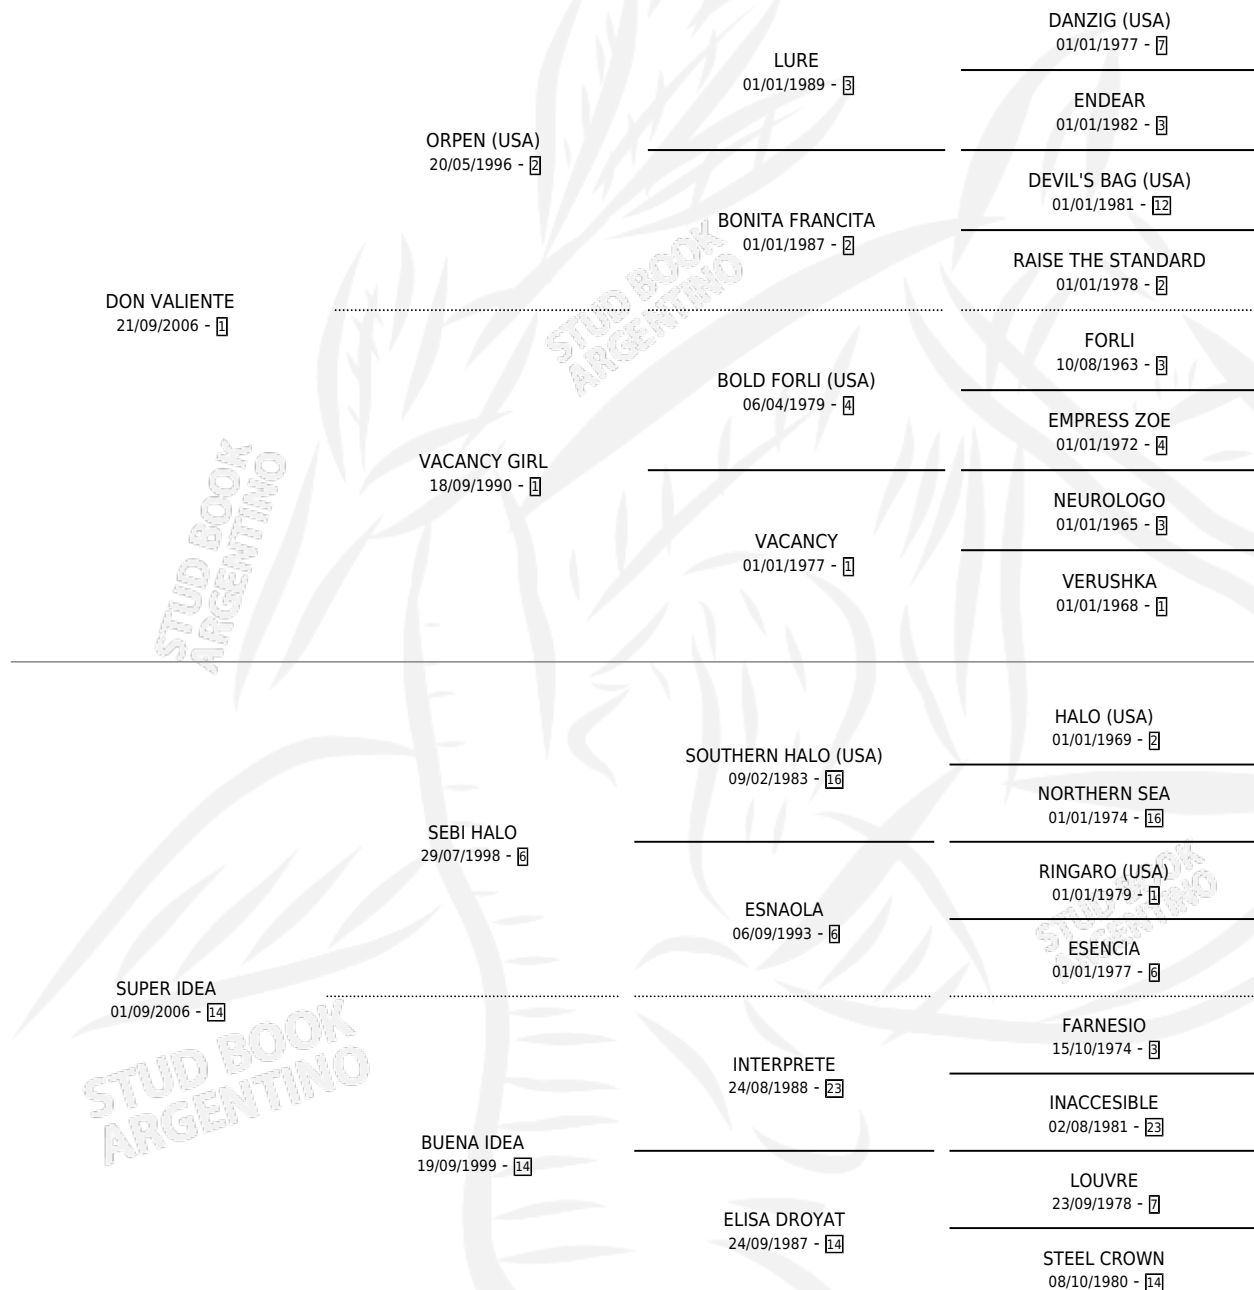 DANZIG (USA)
01/01/1977 - 7
LURE
01/01/1989 - 3
ENDEAR
01/01/1982 - 3
ORPEN (USA)
20/05/1996 - 2
DEVIL'S BAG (USA)
01/01/1981 - 12
BONITA FRANCITA
01/01/1987 - 2
RAISE THE STANDARD
01/01/1978 - 2
DON VALIENTE
21/09/2006 - 1
FORLI
10/08/1963 - 3
BOLD FORLI (USA)
06/04/1979 - 4
EMPRESS ZOE
01/01/1972 - 4
VACANCY GIRL
18/09/1990 - 1
NEUROLOGO
01/01/1965 - 3
VACANCY
01/01/1977 - 1
VERUSHKA
01/01/1968 - 1
HALO (USA)
01/01/1969 - 2
SOUTHERN HALO (USA)
09/02/1983 - 16
NORTHERN SEA
01/01/1974 - 16
SEBI HALO
29/07/1998 - 6
RINGARO (USA)
01/01/1979 - 1
ESNAOLA
06/09/1993 - 6
ESENCIA
01/01/1977 - 6
SUPER IDEA
01/09/2006 - 14
FARNESIO
15/10/1974 - 3
INTERPRETE
24/08/1988 - 23
INACCESIBLE
02/08/1981 - 23
BUENA IDEA
19/09/1999 - 14
LOUVRE
23/09/1978 - 7
ELISA DROYAT
24/09/1987 - 14
STEEL CROWN
08/10/1980 - 14
STUD BOOK
ARGENTINO
STUD BOOK
ARGENTINO
STUD BOOK
ARGENTINO
STUD BOOK
ARGENTINO